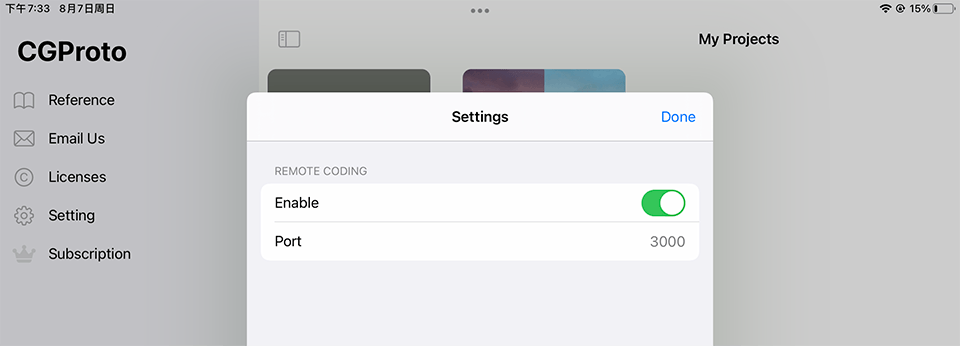 下午7:33 8月7日周日
15%
CGProto
Reference
Email Us
Licenses
Setting
Subscription
My Projects
Settings
Done
REMOTE CODING
Enable
Port
3000